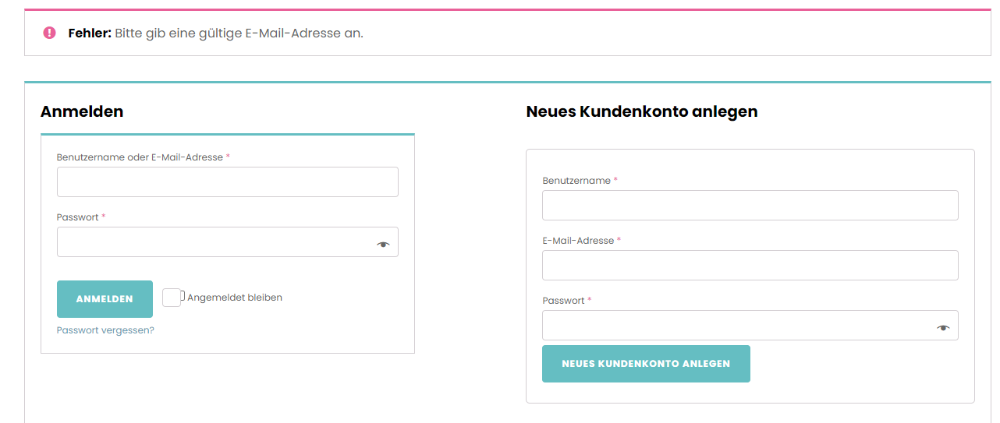 Fehler: Bitte gib eine gültige E-Mail-Adresse an.
Anmelden
Benutzername oder E-Mail-Adresse *
Passwort *
ANMELDEN
Angemeldet bleiben
Passwort vergessen?
Neues Kundenkonto anlegen
Benutzername *
E-Mail-Adresse *
Passwort *
NEUES KUNDENKONTO ANLEGEN